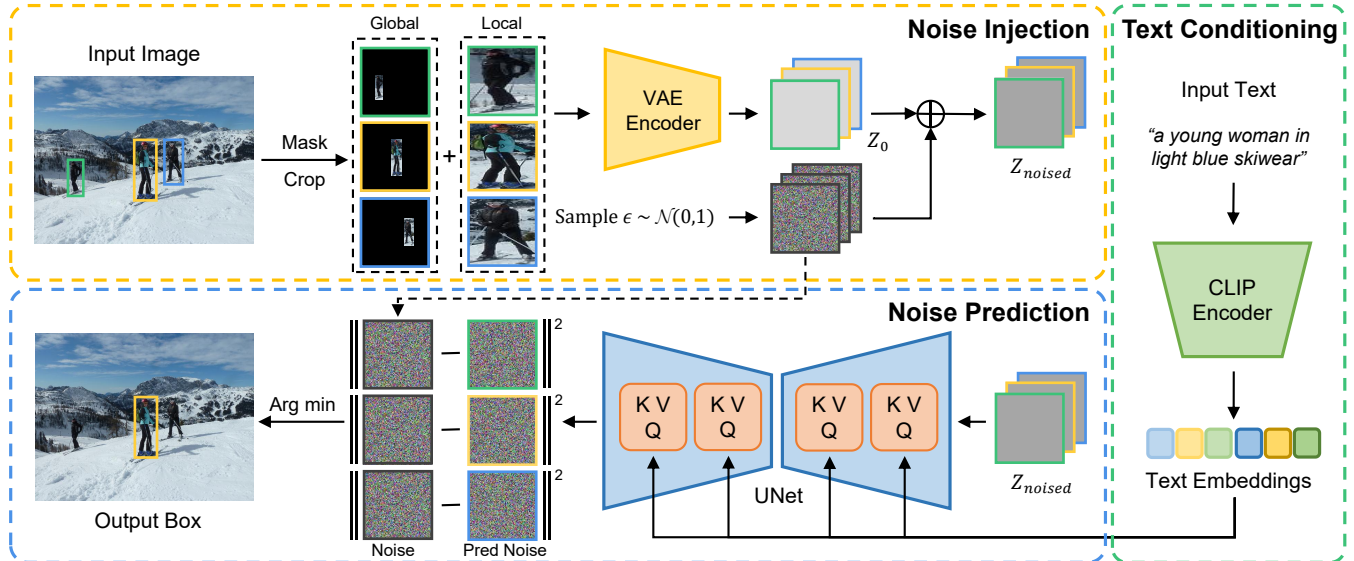 Noise Injection
Input Image
Mask
Crop
Global
Local
+
VAE
Encoder
Z₀
Z_noised
Sample ϵ ~ 𝒩(0,1)
Text Conditioning
Input Text
"a young woman in
light blue skiwear"
CLIP
Encoder
Text Embeddings
Noise Prediction
Z_noised
UNet
K V
Q
K V
Q
K V
Q
K V
Q
2
2
2
Noise
Pred Noise
Arg min
Output Box